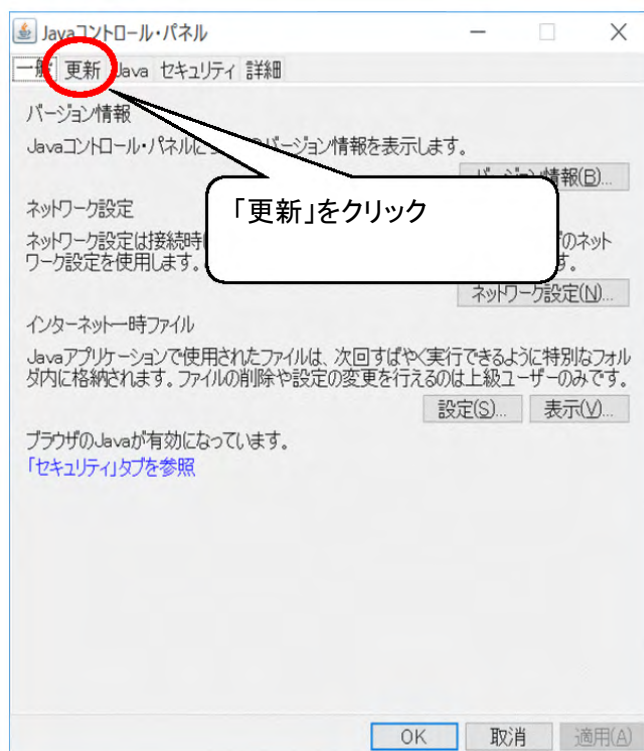 Javaコントロール・パネル
一般 更新 Java セキュリティ 詳細
バージョン情報
Javaコントロール・パネルに バージョン情報を表示します。
バージョン情報(B)...
「更新」をクリック
ネットワーク設定
ネットワーク設定は接続時に のネット
ワーク設定を使用します。 す。
ネットワーク設定(N)...
インターネット一時ファイル
Javaアプリケーションで使用されたファイルは、次回すばやく実行できるように特別なフォル
ダ内に格納されます。ファイルの削除や設定の変更を行えるのは上級ユーザーのみです。
設定(S)... 表示(V)...
ブラウザのJavaが有効になっています。
「セキュリティ」タブを参照
OK 取消 適用(A)